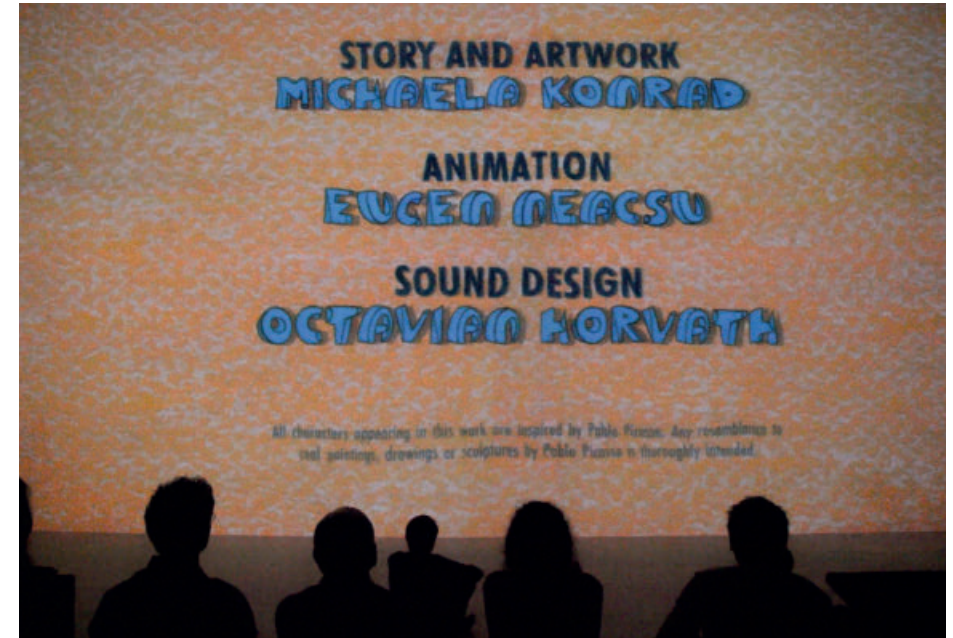 STORY AND ARTWORK
MICHAELA KONRAD
ANIMATION
EUGEN NEACSU
SOUND DESIGN
OCTAVIAN HORVATH
All characters appearing in this work are inspired by Pablo Picasso. Any resemblance to
real paintings, drawings or sculptures by Pablo Picasso is thoroughly intended.